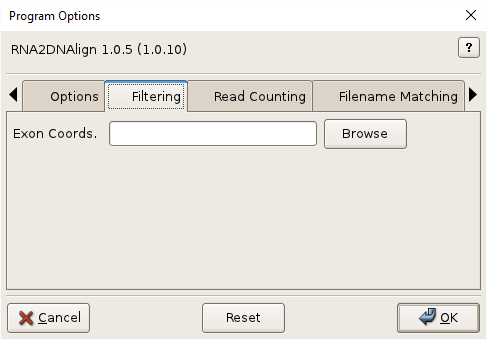 Program Options
RNA2DNAlign 1.0.5 (1.0.10)
?
Options Filtering Read Counting Filename Matching
Exon Coords. Browse
Cancel Reset OK